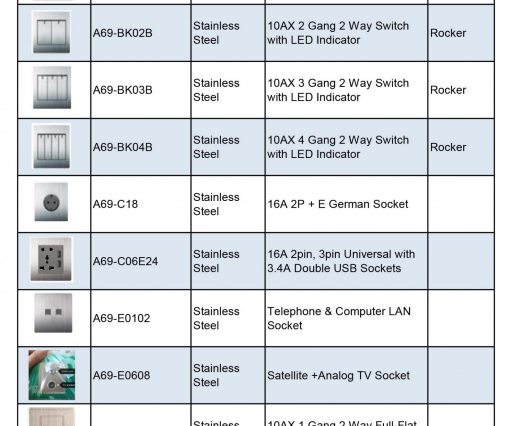 A69-BK02B Stainless Steel 10AX 2 Gang 2 Way Switch with LED Indicator Rocker
A69-BK03B Stainless Steel 10AX 3 Gang 2 Way Switch with LED Indicator Rocker
A69-BK04B Stainless Steel 10AX 4 Gang 2 Way Switch with LED Indicator Rocker
A69-C18 Stainless Steel 16A 2P + E German Socket
A69-C06E24 Stainless Steel 16A 2pin, 3pin Universal with 3.4A Double USB Sockets
A69-E0102 Stainless Steel Telephone & Computer LAN Socket
A69-E0608 Stainless Steel Satellite +Analog TV Socket
Stainless 10AX 1 Gang 2 Way Full Flat